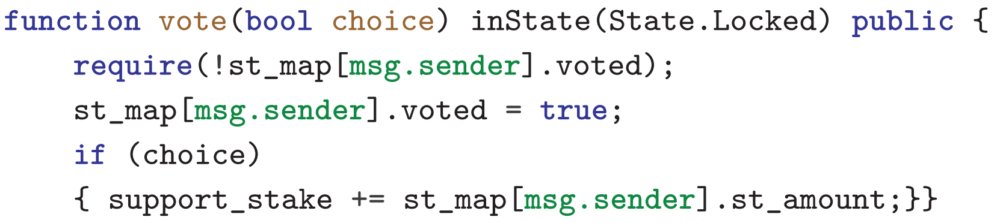 function vote(bool choice) inState(State.Locked) public {
    require(!st_map[msg.sender].voted);
    st_map[msg.sender].voted = true;
    if (choice)
    { support_stake += st_map[msg.sender].st_amount;}}